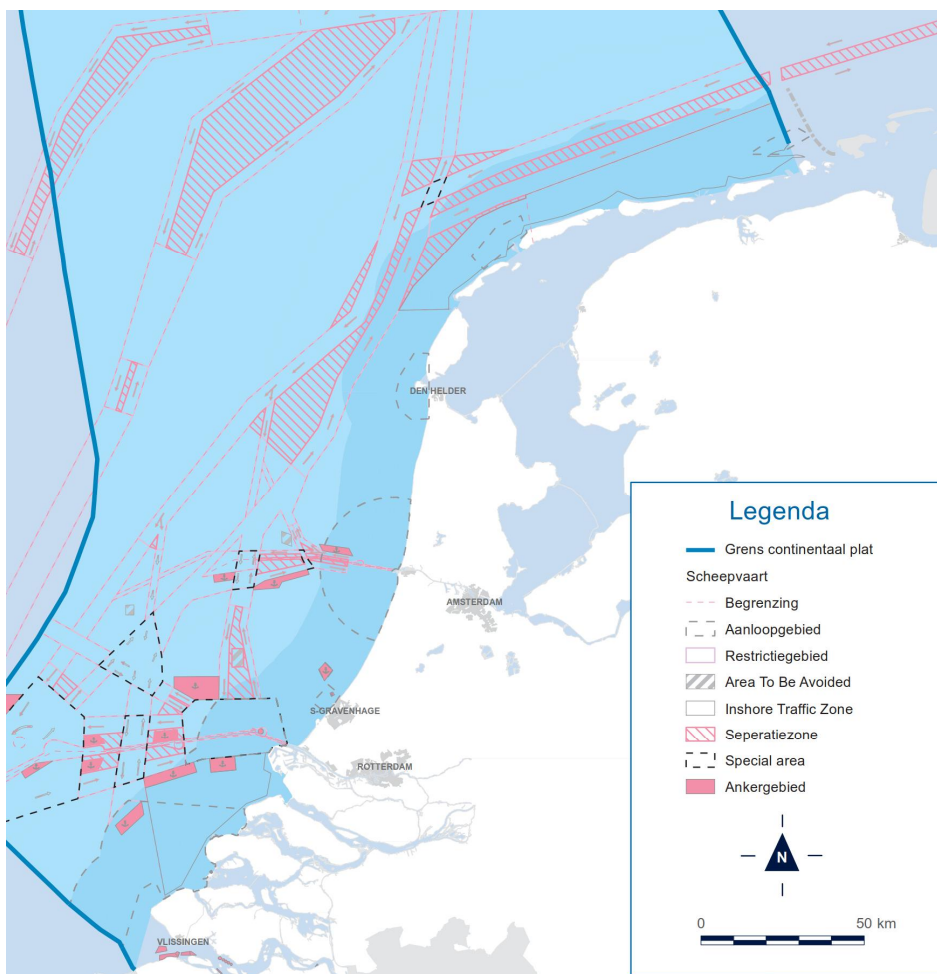 DEN HELDER
AMSTERDAM
S-GRAVENHAGE
ROTTERDAM
VLISSINGEN
Legenda
Grens continentaal plat
Scheepvaart
Begrenzing
Aanloopgebied
Restrictiegebied
Area To Be Avoided
Inshore Traffic Zone
Seperatiezone
Special area
Ankergebied
N
0 50 km